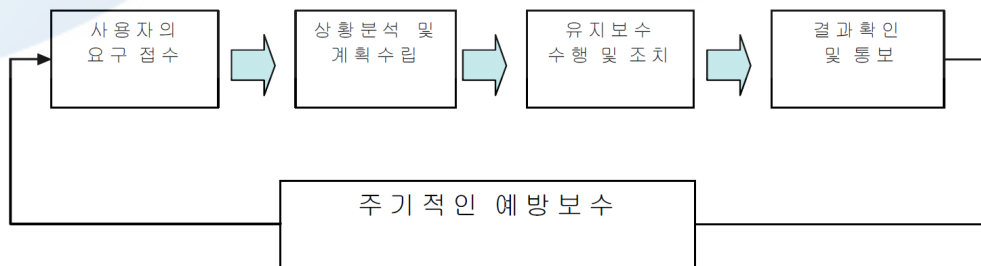 사용자의
요구 접수
상황분석 및
계획수립
유지보수
수행 및 조치
결과확인
및 통보
주기적인 예방보수